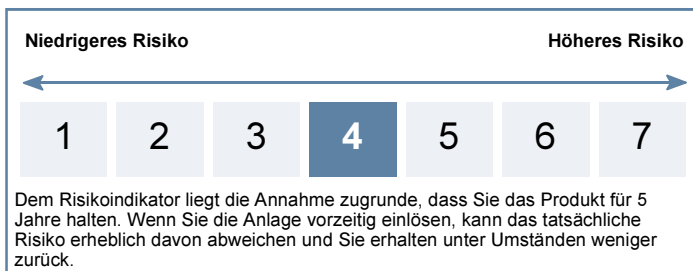 Niedrigeres Risiko Höheres Risiko
1 2 3 4 5 6 7
Dem Risikoindikator liegt die Annahme zugrunde, dass Sie das Produkt für 5
Jahre halten. Wenn Sie die Anlage vorzeitig einlösen, kann das tatsächliche
Risiko erheblich davon abweichen und Sie erhalten unter Umständen weniger
zurück.